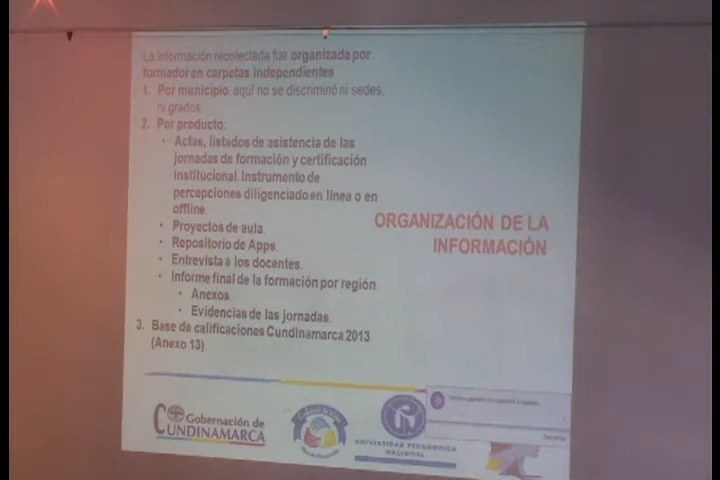 La información recolectada fue organizada por
formador en carpetas independientes
1. Por municipio, aquí no se discriminó ni sedes,
ni grados.
2. Por producto:
• Actas, listados de asistencia de las
jornadas de formación y certificación
institucional. Instrumento de
percepciones diligenciado en línea o en
offline.
• Proyectos de aula.
• Repositorio de Apps.
• Entrevista a los docentes.
• Informe final de la formación por región
• Anexos.
• Evidencias de las jornadas.
3. Base de calificaciones Cundinamarca 2013
(Anexo 13)
ORGANIZACIÓN DE LA
INFORMACIÓN
Gobernación de
CUNDINAMARCA
UNIVERSIDAD PEDAGOGICA
NACIONAL